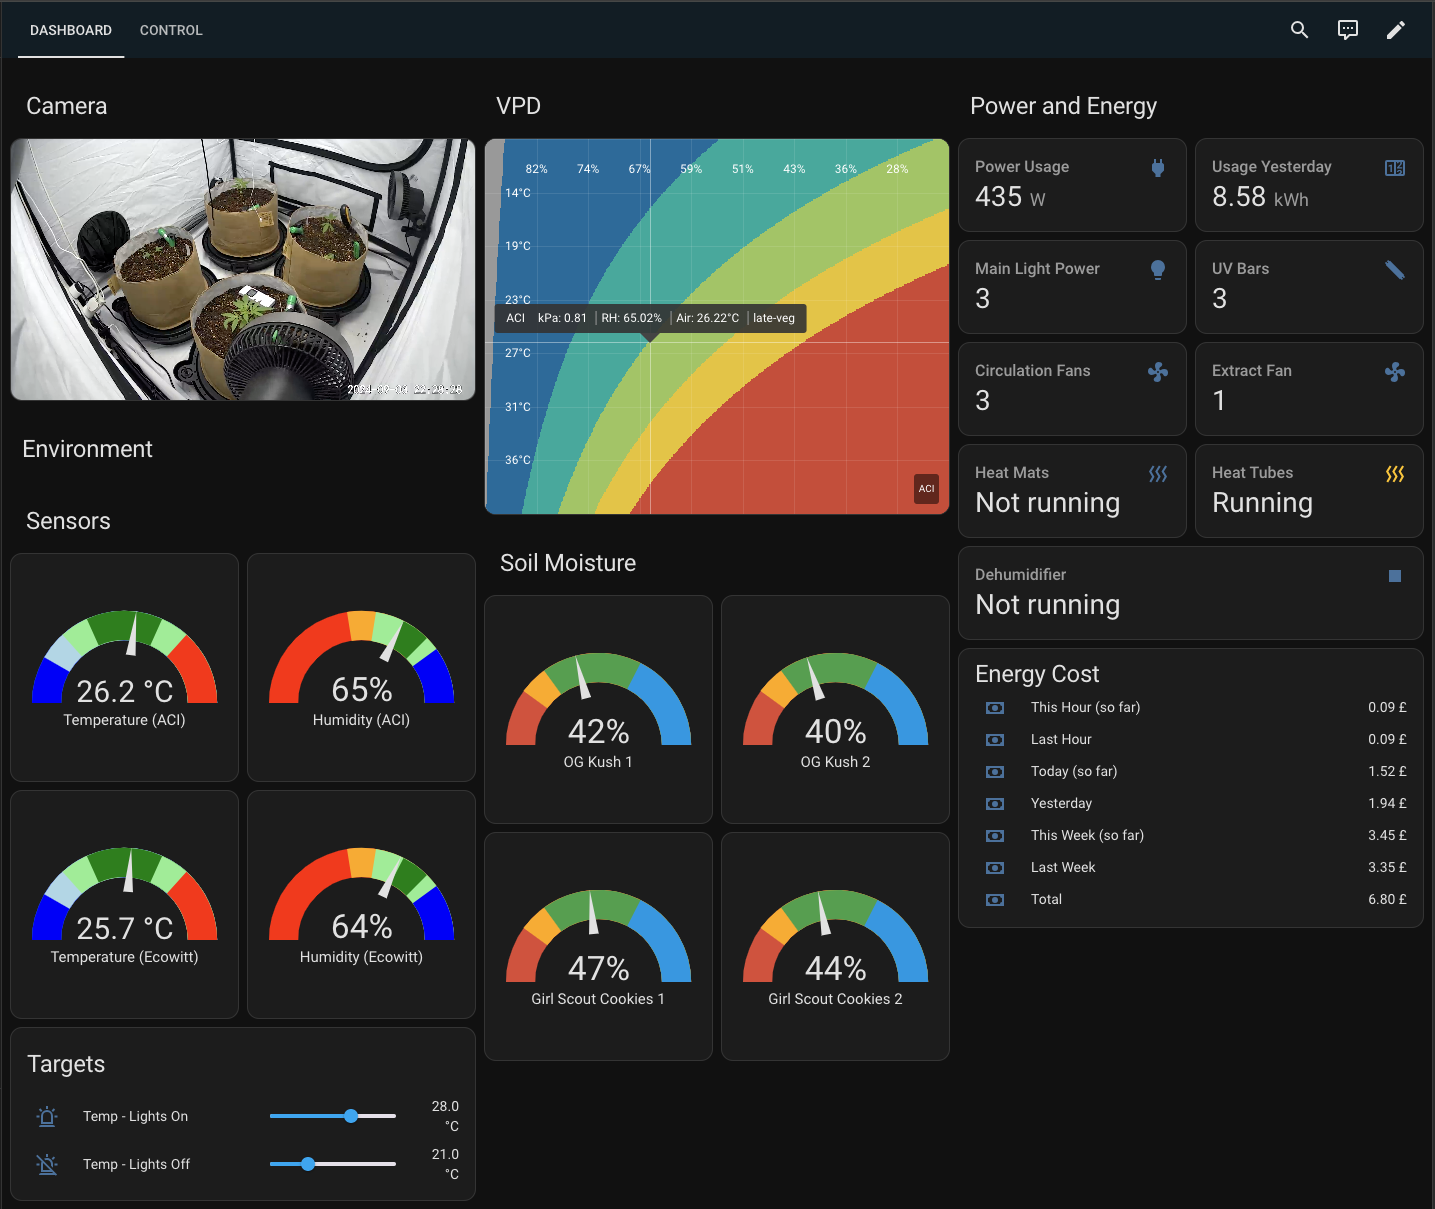 DASHBOARD
CONTROL
Camera
Environment
Sensors
26.2 °C
Temperature (ACI)
65%
Humidity (ACI)
25.7 °C
Temperature (Ecowitt)
64%
Humidity (Ecowitt)
Targets
Temp - Lights On
28.0
°C
Temp - Lights Off
21.0
°C
VPD
82% 74% 67% 59% 51% 43% 36% 28%
14°C
19°C
23°C
ACI kPa: 0.81 RH: 65.02% Air: 26.22°C late-veg
27°C
31°C
36°C
ACI
Soil Moisture
42%
OG Kush 1
40%
OG Kush 2
47%
Girl Scout Cookies 1
44%
Girl Scout Cookies 2
Power and Energy
Power Usage
435 W
Usage Yesterday
8.58 kWh
Main Light Power
3
UV Bars
3
Circulation Fans
3
Extract Fan
1
Heat Mats
Not running
Heat Tubes
Running
Dehumidifier
Not running
Energy Cost
This Hour (so far) 0.09 £
Last Hour 0.09 £
Today (so far) 1.52 £
Yesterday 1.94 £
This Week (so far) 3.45 £
Last Week 3.35 £
Total 6.80 £